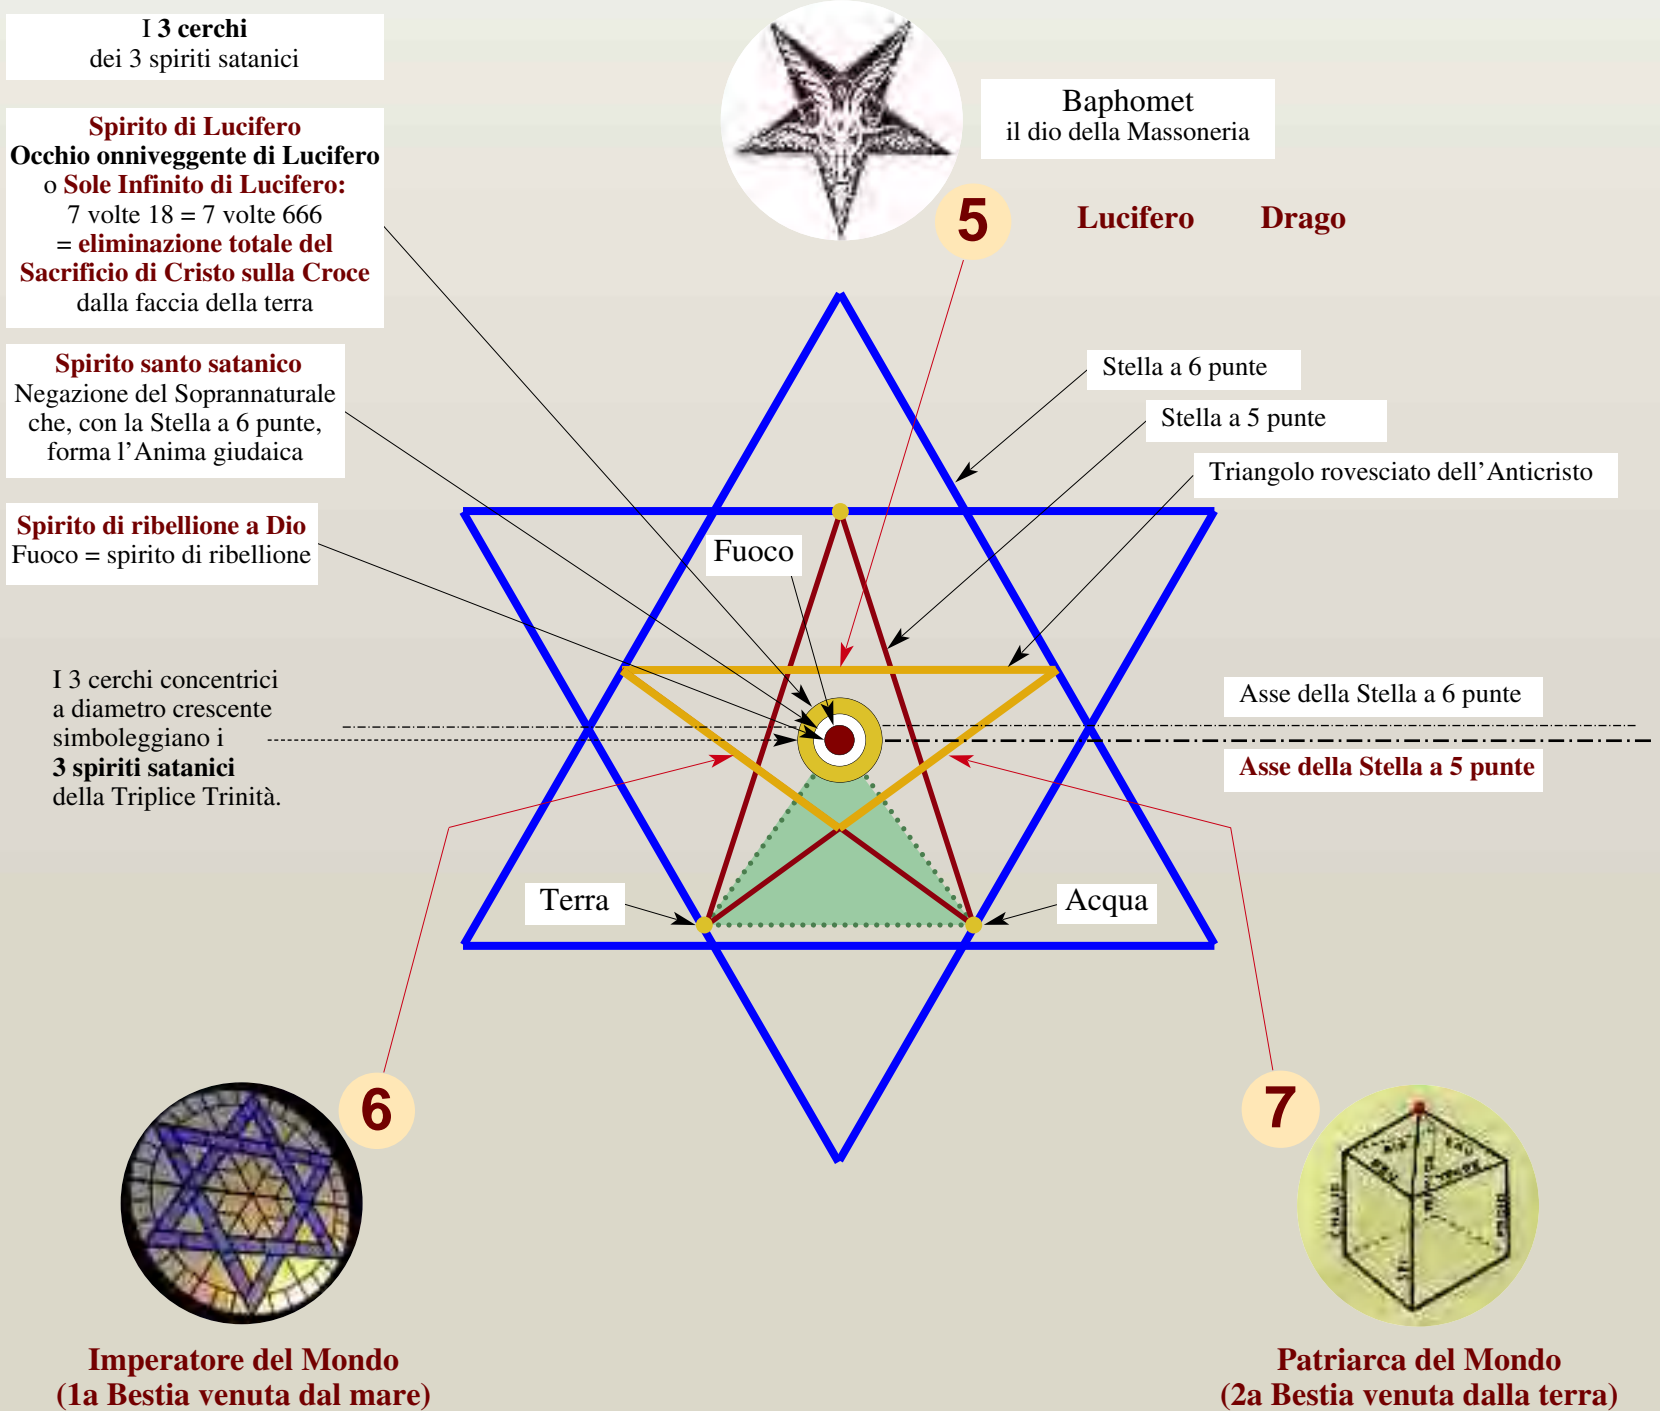 I 3 cerchi
dei 3 spiriti satanici
Spirito di Lucifero
Occhio onniveggente di Lucifero
o Sole Infinito di Lucifero:
7 volte 18 = 7 volte 666
= eliminazione totale del
Sacrificio di Cristo sulla Croce
dalla faccia della terra
Spirito santo satanico
Negazione del Soprannaturale
che, con la Stella a 6 punte,
forma l’Anima giudaica
Spirito di ribellione a Dio
Fuoco = spirito di ribellione
I 3 cerchi concentrici
a diametro crescente
simboleggiano i
3 spiriti satanici
della Triplice Trinità.
Baphomet
il dio della Massoneria
5
Lucifero Drago
Stella a 6 punte
Stella a 5 punte
Triangolo rovesciato dell’Anticristo
Fuoco
Asse della Stella a 6 punte
Asse della Stella a 5 punte
Terra
Acqua
6
7
AIR
EAU
FEU
TERRE
SEL
Imperatore del Mondo
(1a Bestia venuta dal mare)
Patriarca del Mondo
(2a Bestia venuta dalla terra)